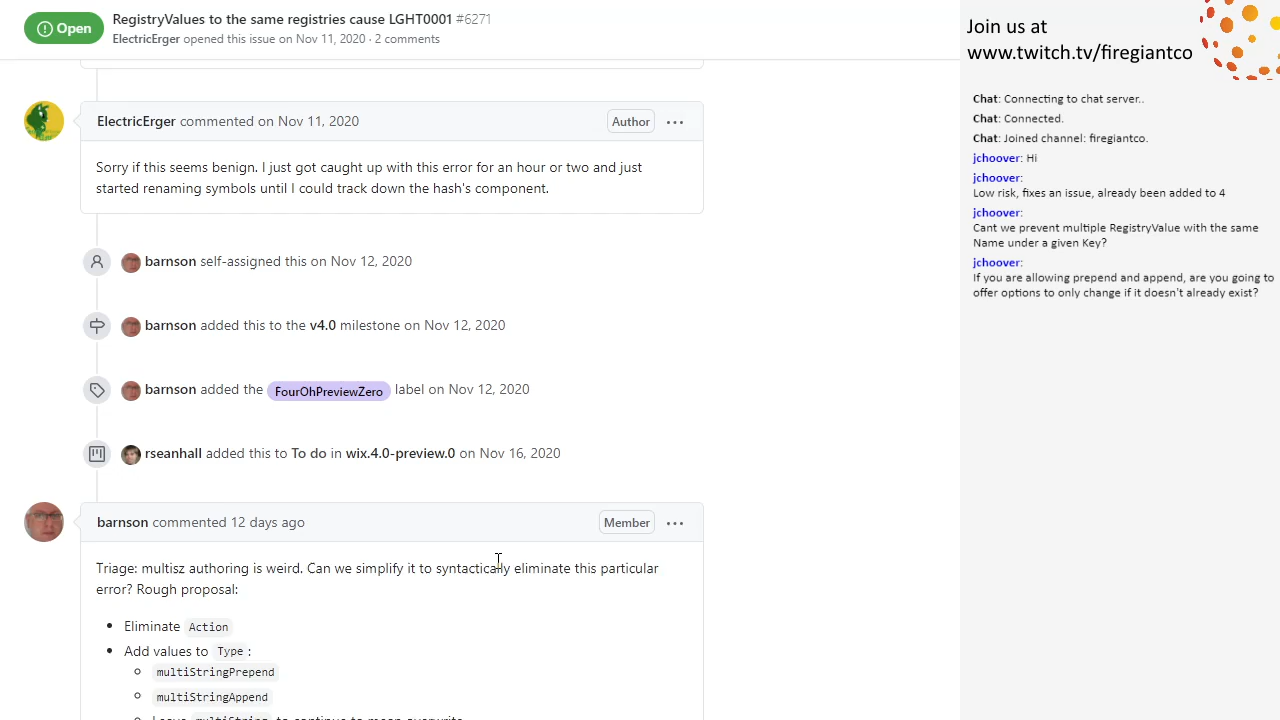 Open
RegistryValues to the same registries cause LGHT0001 #6271
ElectricErger opened this issue on Nov 11, 2020 · 2 comments
ElectricErger commented on Nov 11, 2020
Author
Sorry if this seems benign. I just got caught up with this error for an hour or two and just
started renaming symbols until I could track down the hash's component.
barnson self-assigned this on Nov 12, 2020
barnson added this to the v4.0 milestone on Nov 12, 2020
barnson added the FourOhPreviewZero label on Nov 12, 2020
rseanhall added this to To do in wix.4.0-preview.0 on Nov 16, 2020
barnson commented 12 days ago
Member
Triage: multisz authoring is weird. Can we simplify it to syntactically eliminate this particular
error? Rough proposal:
• Eliminate Action
• Add values to Type:
multiStringPrepend
multiStringAppend
Leave multiString to continue to mean overwrite
Join us at
www.twitch.tv/firegiantco
Chat: Connecting to chat server..
Chat: Connected.
Chat: Joined channel: firegiantco.
jchoover: Hi
jchoover:
Low risk, fixes an issue, already been added to 4
jchoover:
Cant we prevent multiple RegistryValue with the same
Name under a given Key?
jchoover:
If you are allowing prepend and append, are you going to
offer options to only change if it doesn't already exist?